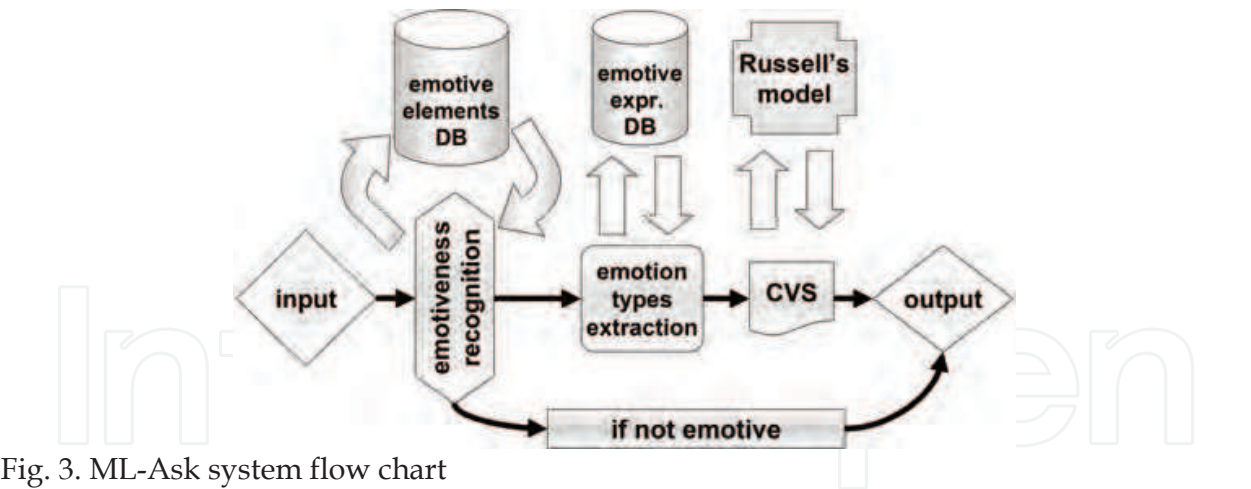 emotive
elements
DB
emotive
expr.
DB
Russell's
model
input
emotiveness
recognition
emotion
types
extraction
CVS
output
if not emotive
Fig. 3. ML-Ask system flow chart